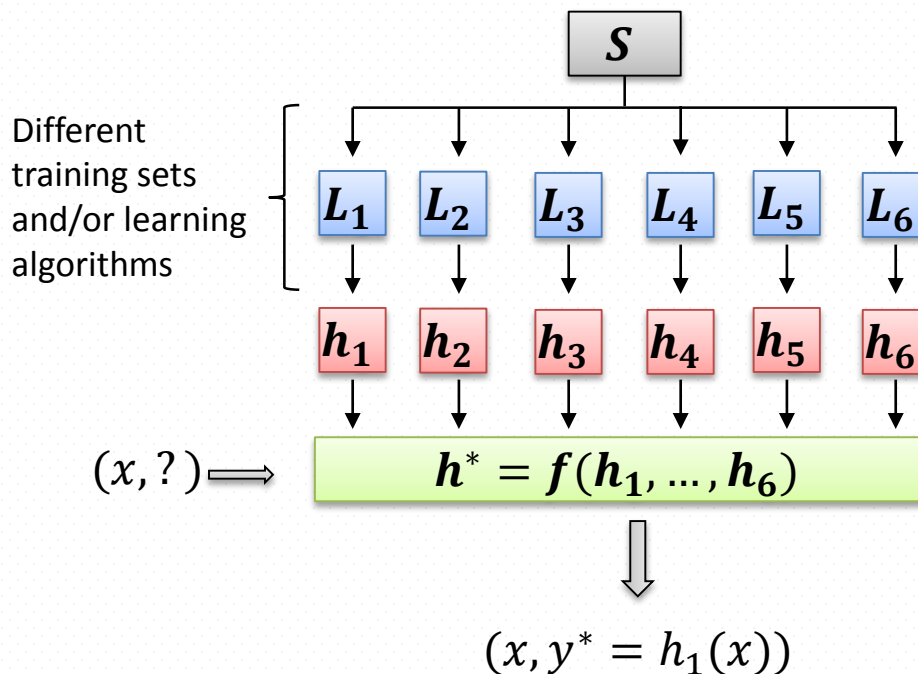 S
Different
training sets
and/or learning
algorithms
L₁ L₂ L₃ L₄ L₅ L₆
h₁ h₂ h₃ h₄ h₅ h₆
(x, ?)
h* = f(h₁, … , h₆)
(x, y* = h₁(x))